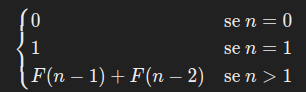 0 se n = 0
1 se n = 1
F(n − 1) + F(n − 2) se n > 1